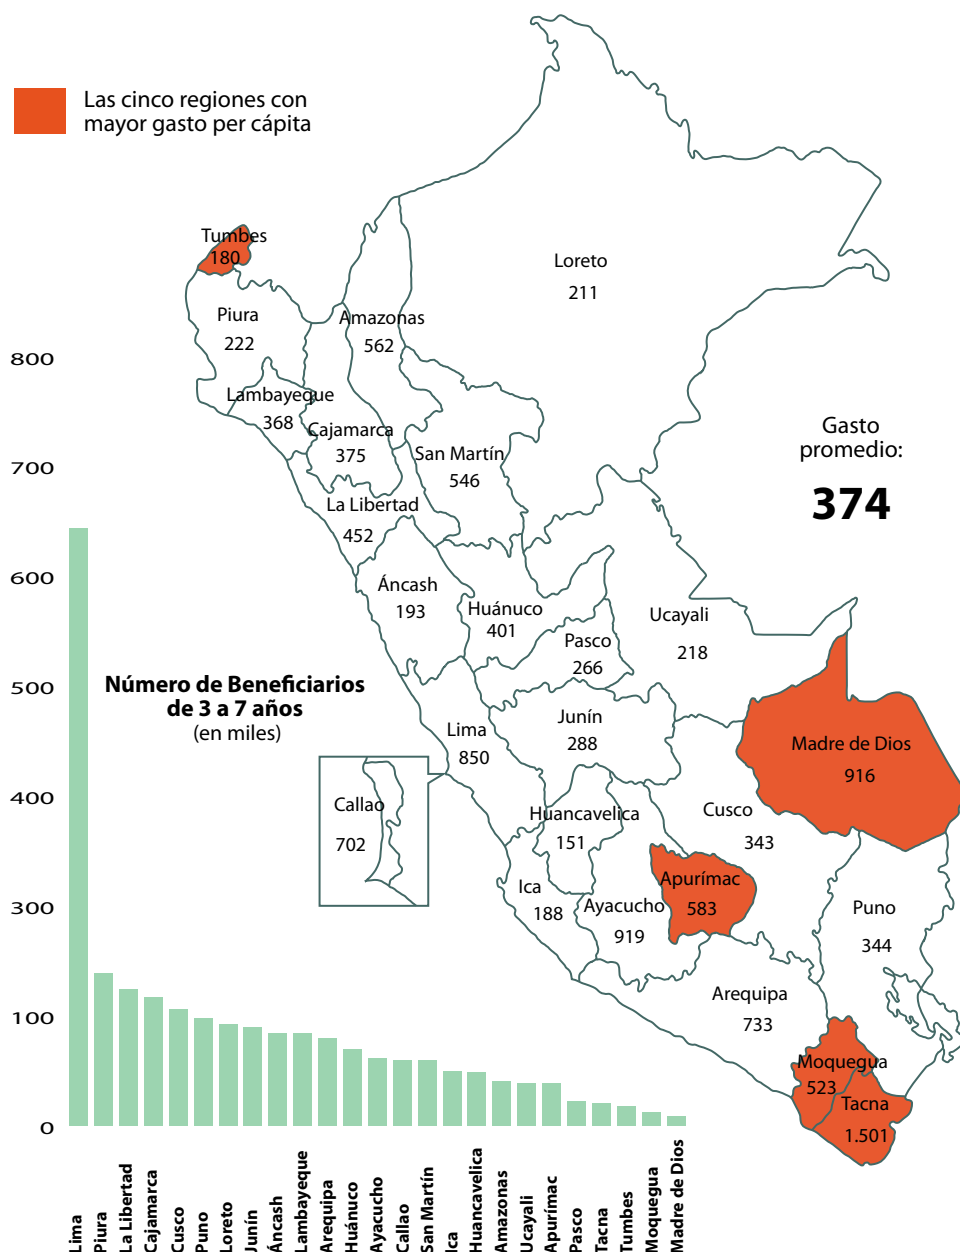 Las cinco regiones con
mayor gasto per cápita
Tumbes
180
Loreto
211
Piura
222
Amazonas
562
Lambayeque
368
Cajamarca
375
San Martín
546
La Libertad
452
Gasto
promedio:
374
Áncash
193
Huánuco
401
Pasco
266
Ucayali
218
Lima
850
Junín
288
Madre de Dios
916
Callao
702
Huancavelica
151
Cusco
343
Ica
188
Ayacucho
919
Apurímac
583
Puno
344
Arequipa
733
Moquegua
523
Tacna
1.501
Número de Beneficiarios
de 3 a 7 años
(en miles)
800
700
600
500
400
300
100
0
Lima
Piura
La Libertad
Cajamarca
Cusco
Puno
Loreto
Junín
Áncash
Lambayeque
Arequipa
Huánuco
Ayacucho
Callao
San Martín
Ica
Huancavelica
Amazonas
Ucayali
Apurímac
Pasco
Tacna
Tumbes
Moquegua
Madre de Dios